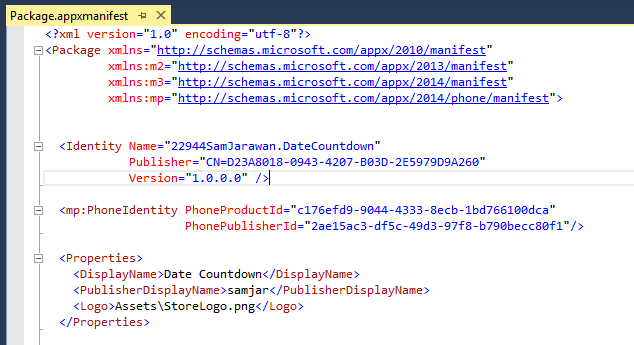 Package.appxmanifest
<?xml version="1.0" encoding="utf-8"?>
<Package xmlns="http://schemas.microsoft.com/appx/2010/manifest"
xmlns:m2="http://schemas.microsoft.com/appx/2013/manifest"
xmlns:m3="http://schemas.microsoft.com/appx/2014/manifest"
xmlns:mp="http://schemas.microsoft.com/appx/2014/phone/manifest">
<Identity Name="22944SamJarawan.DateCountdown"
Publisher="CN=D23A8018-0943-4207-B03D-2E5979D9A260"
Version="1.0.0.0" />
<mp:PhoneIdentity PhoneProductId="c176efd9-9044-4333-8ecb-1bd766100dca"
PhonePublisherId="2ae15ac3-df5c-49d3-97f8-b790becc80f1"/>
<Properties>
<DisplayName>Date Countdown</DisplayName>
<PublisherDisplayName>samjar</PublisherDisplayName>
<Logo>Assets\StoreLogo.png</Logo>
</Properties>